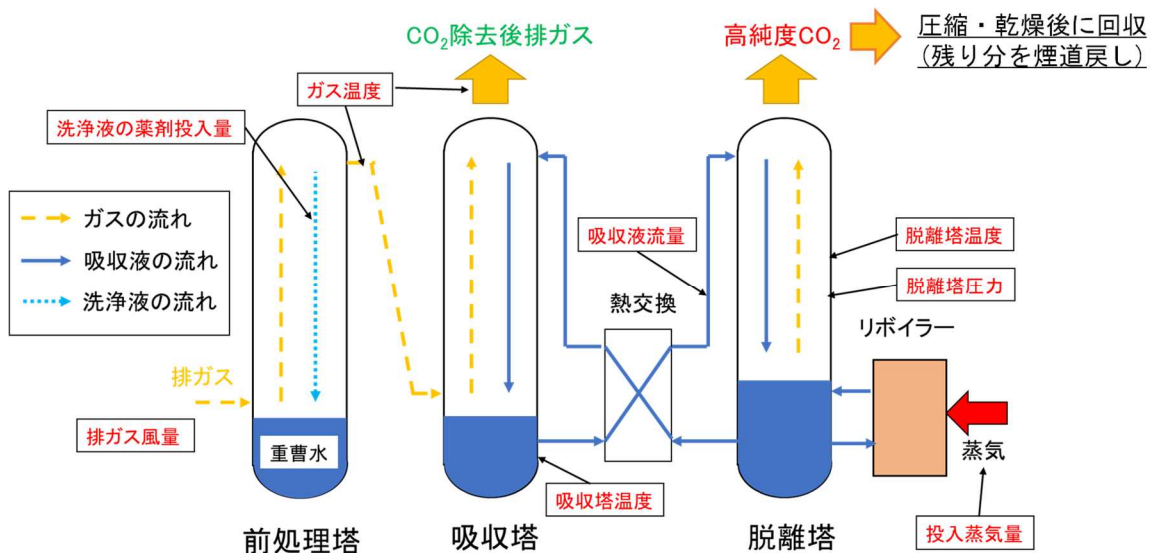 CO₂除去後排ガス
高純度CO₂
圧縮・乾燥後に回収
(残り分を煙道戻し)
ガス温度
洗浄液の薬剤投入量
ガスの流れ
吸収液の流れ
洗浄液の流れ
吸収液流量
脱離塔温度
脱離塔圧力
熱交換
リボイラー
排ガス
排ガス風量
重曹水
蒸気
吸収塔温度
投入蒸気量
前処理塔
吸収塔
脱離塔